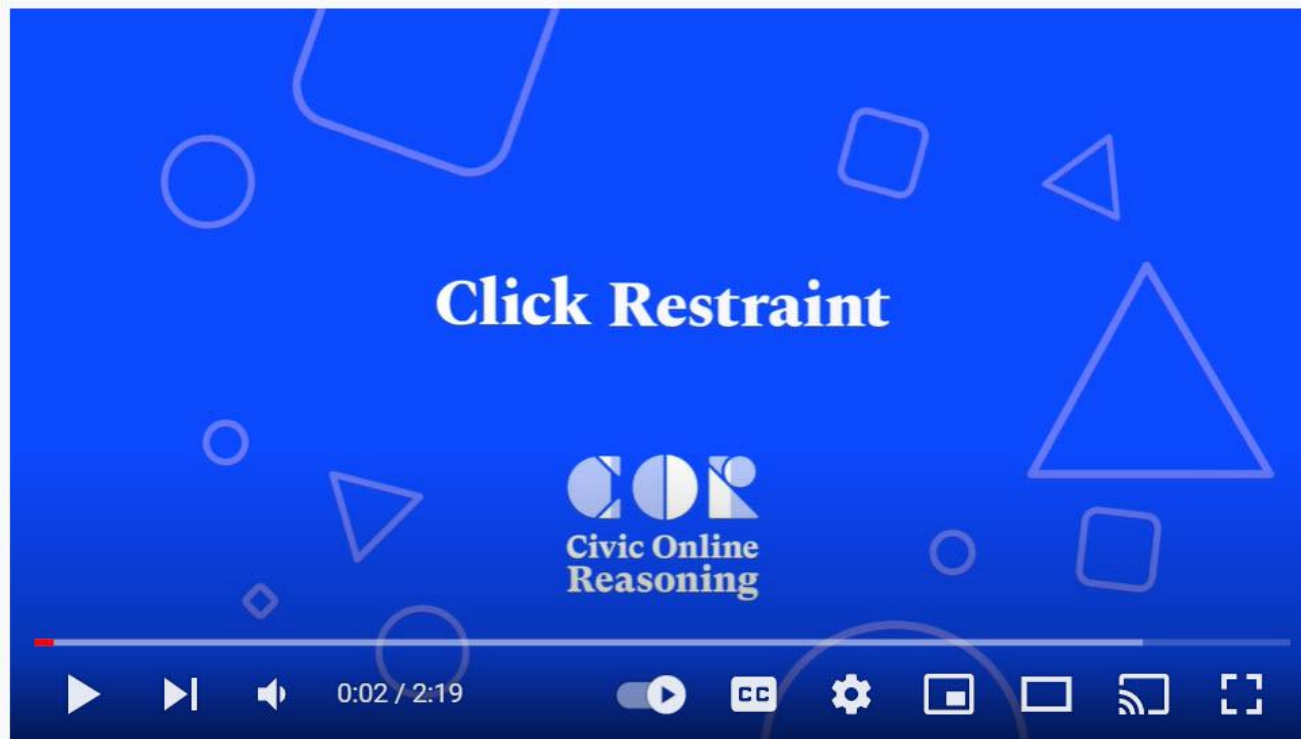 Click Restraint
COR
Civic Online
Reasoning
0:02 / 2:19
CC